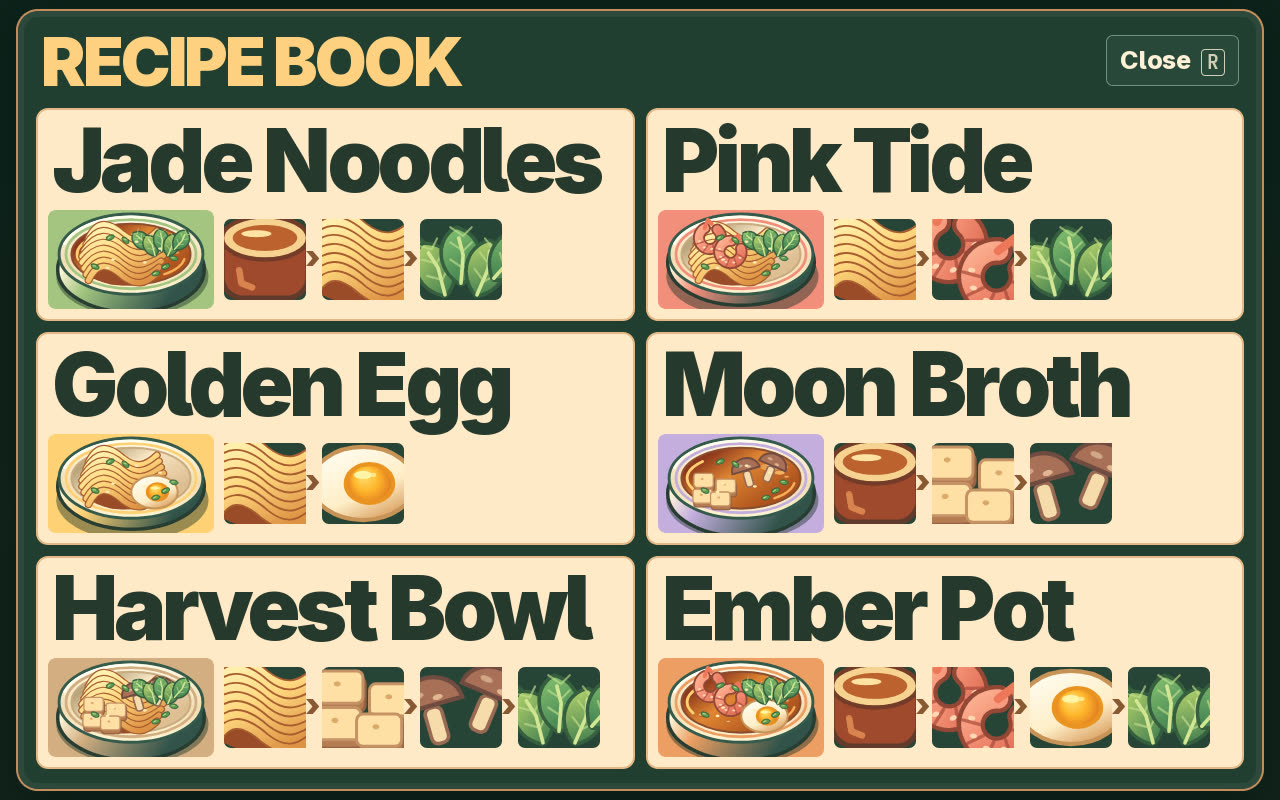 RECIPE BOOK
Close R
Jade Noodles
Pink Tide
Golden Egg
Moon Broth
Harvest Bowl
Ember Pot